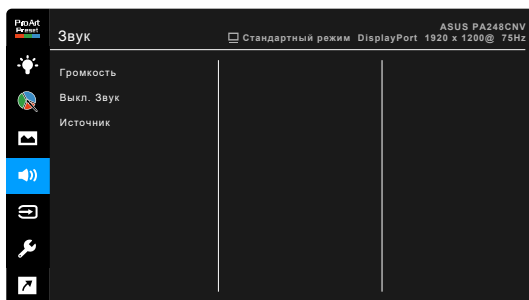 ProArt
Preset
Звук
ASUS PA248CNV
Стандартный режим DisplayPort 1920 x 1200@ 75Hz
Громкость
Выкл. Звук
Источник